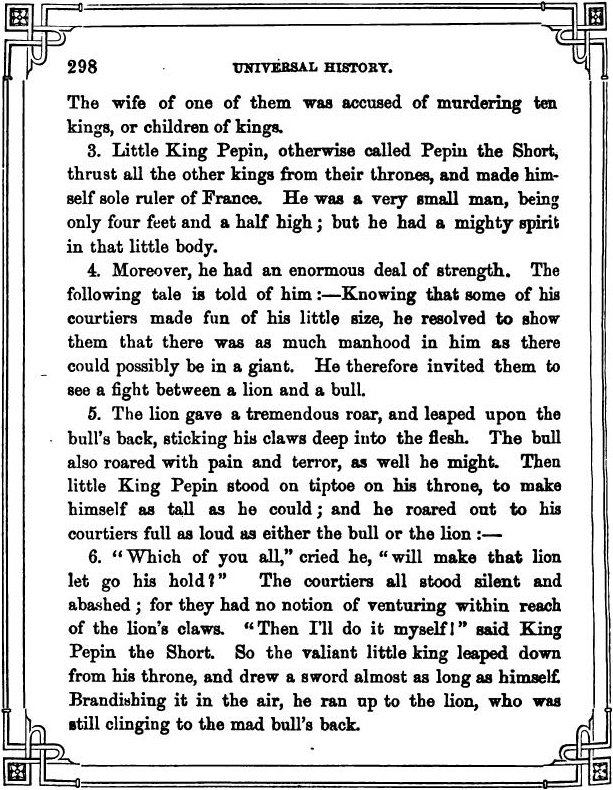 298 UNIVERSAL HISTORY.
The wife of one of them was accused of murdering ten
kings, or children of kings.
3. Little King Pepin, otherwise called Pepin the Short,
thrust all the other kings from their thrones, and made him-
self sole ruler of France. He was a very small man, being
only four feet and a half high; but he had a mighty spirit
in that little body.
4. Moreover, he had an enormous deal of strength. The
following tale is told of him:—Knowing that some of his
courtiers made fun of his little size, he resolved to show
them that there was as much manhood in him as there
could possibly be in a giant. He therefore invited them to
see a fight between a lion and a bull.
5. The lion gave a tremendous roar, and leaped upon the
bull's back, sticking his claws deep into the flesh. The bull
also roared with pain and terror, as well he might. Then
little King Pepin stood on tiptoe on his throne, to make
himself as tall as he could; and he roared out to his
courtiers full as loud as either the bull or the lion:—
6. "Which of you all," cried he, "will make that lion
let go his hold?" The courtiers all stood silent and
abashed; for they had no notion of venturing within reach
of the lion's claws. "Then I'll do it myself!" said King
Pepin the Short. So the valiant little king leaped down
from his throne, and drew a sword almost as long as himself.
Brandishing it in the air, he ran up to the lion, who was
still clinging to the mad bull's back.